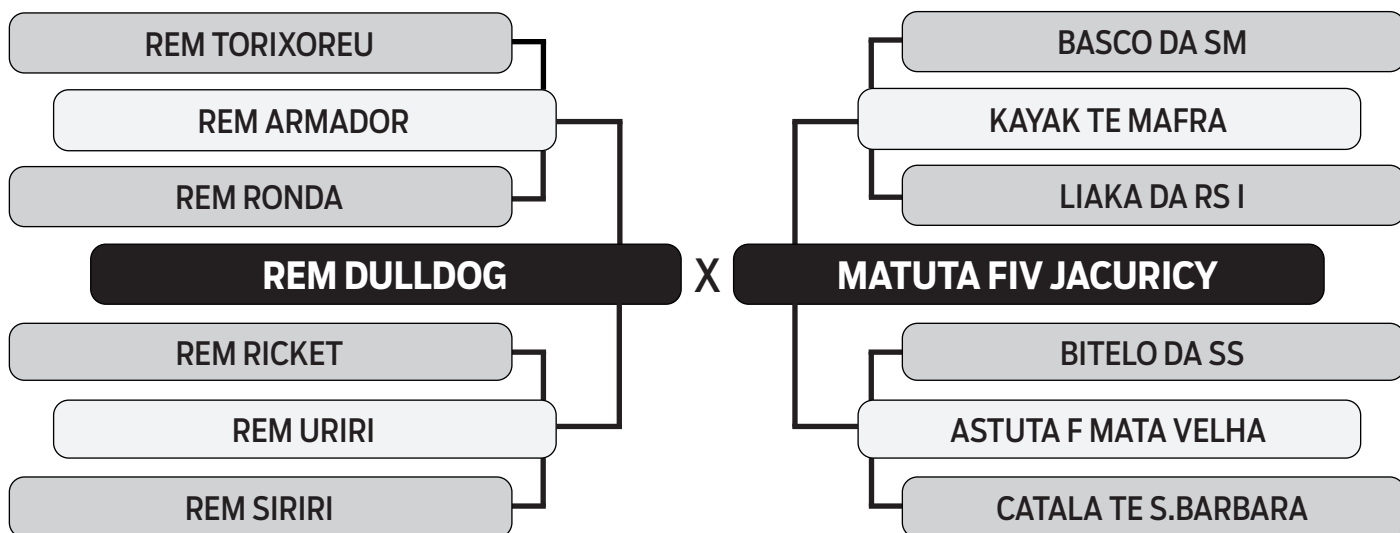 REM TORIXOREU
REM ARMADOR
REM RONDA
REM DULLDOG
REM RICKET
REM URIRI
REM SIRIRI
X
BASCO DA SM
KAYAK TE MAFRA
LIAKA DA RS I
MATUTA FIV JACURICY
BITELO DA SS
ASTUTA F MATA VELHA
CATALA TE S.BARBARA